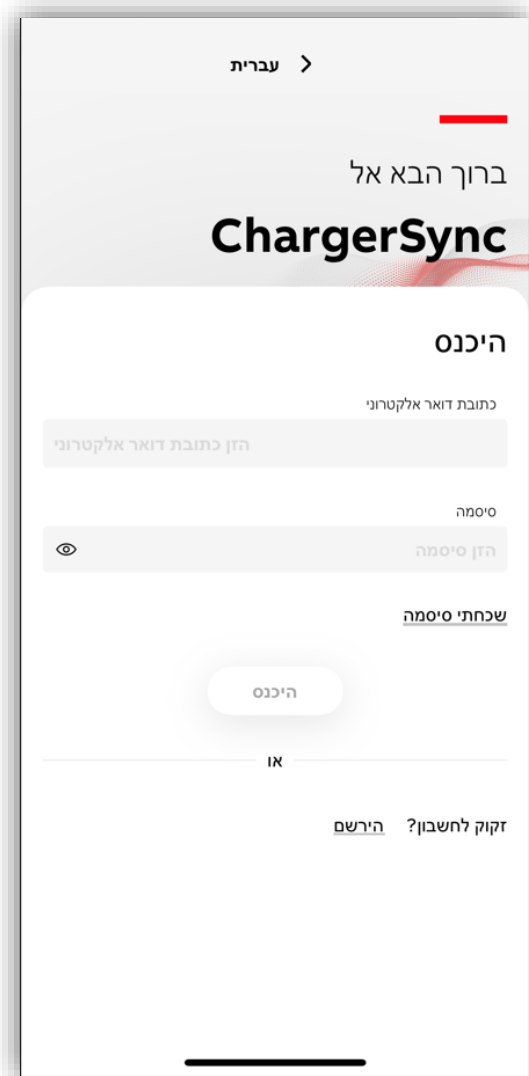 עברית
ברוך הבא אל
ChargerSync
היכנס
כתובת דואר אלקטרוני
הזן כתובת דואר אלקטרוני
סיסמה
הזן סיסמה
שכחתי סיסמה
היכנס
או
זקוק לחשבון? הירשם